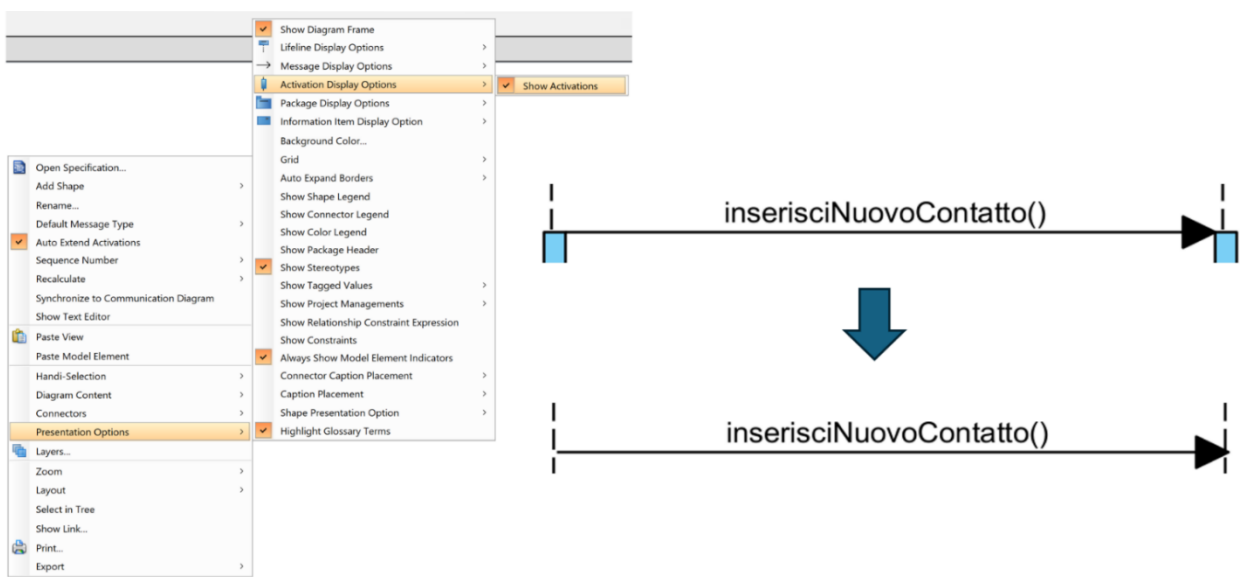 Show Diagram Frame
Lifeline Display Options
Message Display Options
Activation Display Options
Show Activations
Package Display Options
Information Item Display Option
Background Color...
Grid
Auto Expand Borders
Show Shape Legend
Show Connector Legend
Show Color Legend
Show Package Header
Show Stereotypes
Show Tagged Values
Show Project Managements
Show Relationship Constraint Expression
Show Constraints
Always Show Model Element Indicators
Connector Caption Placement
Caption Placement
Shape Presentation Option
Highlight Glossary Terms
Open Specification...
Add Shape
Rename...
Default Message Type
Auto Extend Activations
Sequence Number
Recalculate
Synchronize to Communication Diagram
Show Text Editor
Paste View
Paste Model Element
Handi-Selection
Diagram Content
Connectors
Presentation Options
Layers...
Zoom
Layout
Select in Tree
Show Link...
Print...
Export
inserisciNuovoContatto()
inserisciNuovoContatto()